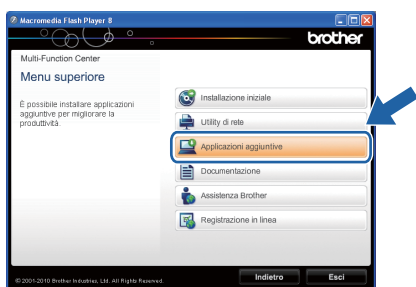 Macromedia Flash Player 8
brother
Multi-Function Center
Menu superiore
È possibile installare applicazioni
aggiuntive per migliorare la
produttività.
Installazione iniziale
Utility di rete
Applicazioni aggiuntive
Documentazione
Assistenza Brother
Registrazione in linea
© 2001-2010 Brother Industries, Ltd. All Rights Reserved.
Indietro
Esci